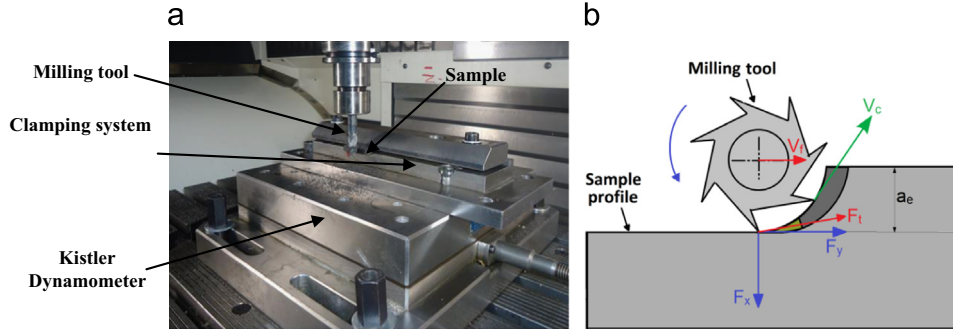 a
Milling tool
Sample
Clamping system
Kistler
Dynamometer
b
Milling tool
Vc
Vf
Sample
profile
ae
Ft
Fy
Fx